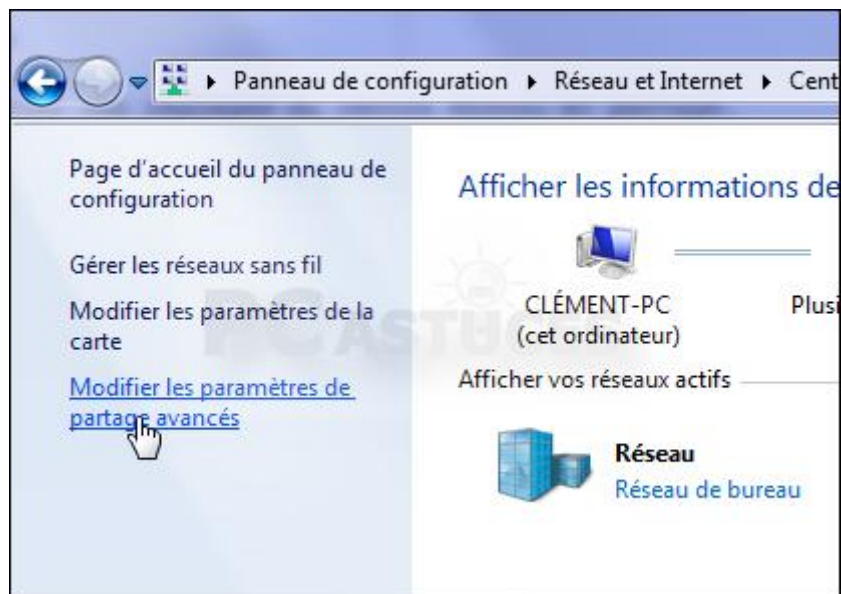 Panneau de configuration ▸ Réseau et Internet ▸ Cent
Page d'accueil du panneau de
configuration
Gérer les réseaux sans fil
Modifier les paramètres de la
carte
Modifier les paramètres de
partage avancés
Afficher les informations de
CLÉMENT-PC
(cet ordinateur)
Plusi
Afficher vos réseaux actifs
Réseau
Réseau de bureau
PC ASTUCES